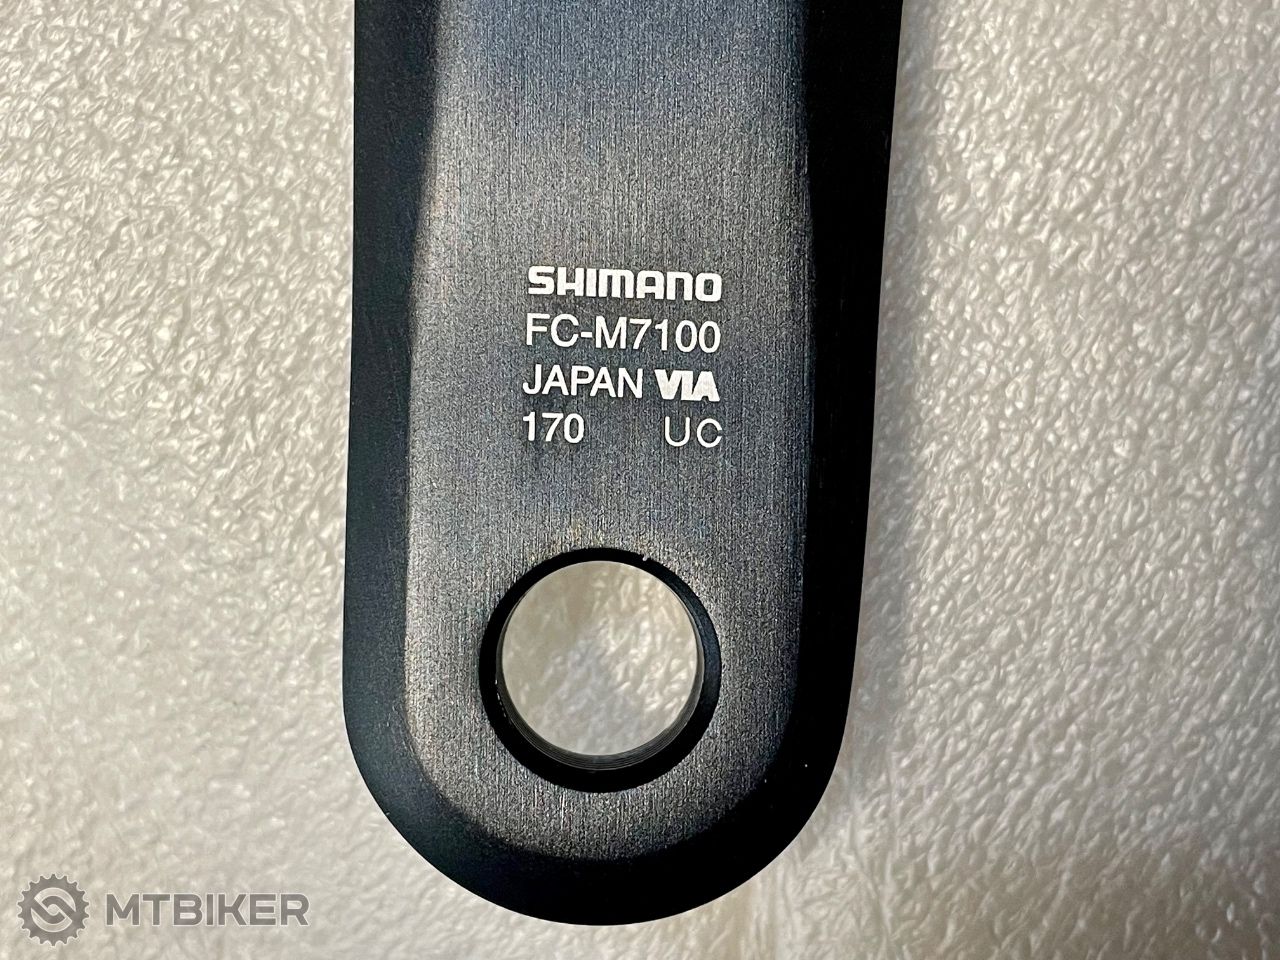 SHIMANO
FC-M7100
JAPAN VIA
170 UC
MTBIKER